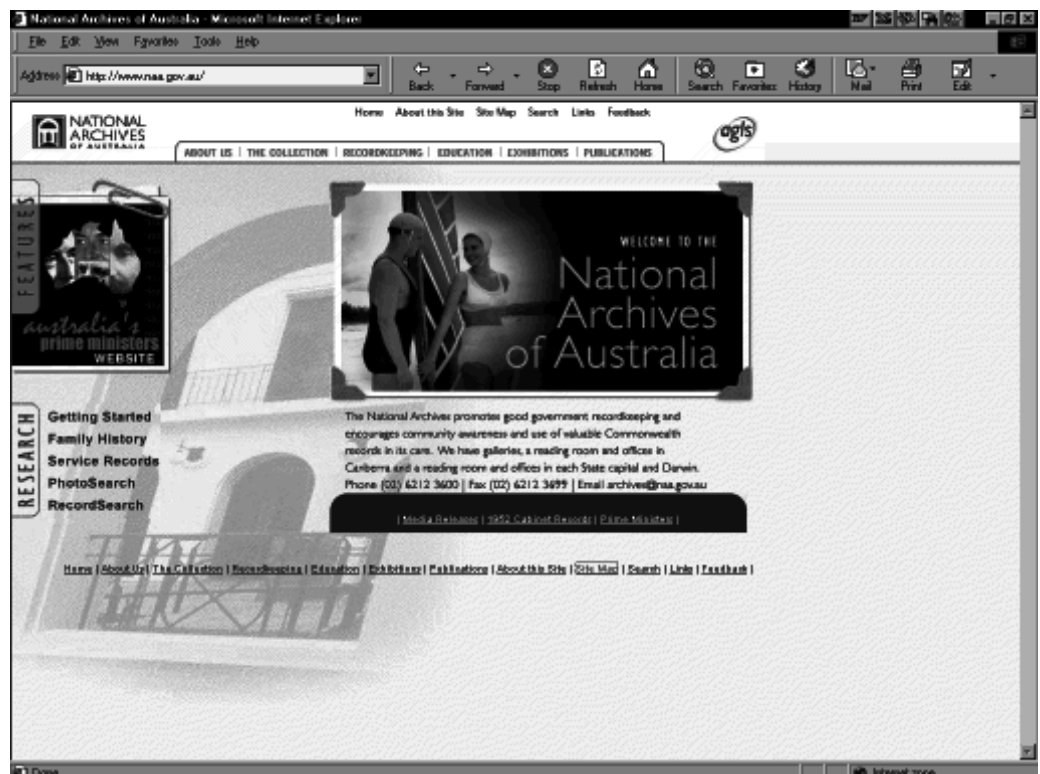 National Archives of Australia - Microsoft Internet Explorer
File Edit View Favorites Tools Help
Address http://www.naa.gov.au/
Back Forward Stop Refresh Home Search Favorites History Mail Print Edit
NATIONAL
ARCHIVES
OF AUSTRALIA
Home About this Site Site Map Search Links Feedback
agls
ABOUT US | THE COLLECTION | RECORDKEEPING | EDUCATION | EXHIBITIONS | PUBLICATIONS
FEATURES
australia's
prime ministers
WEBSITE
WELCOME TO THE
National
Archives
of Australia
RESEARCH
Getting Started
Family History
Service Records
PhotoSearch
RecordSearch
The National Archives promotes good government recordkeeping and
encourages community awareness and use of valuable Commonwealth
records in its care. We have galleries, a reading room and offices in
Canberra and a reading room and offices in each State capital and Darwin.
Phone (02) 6212 3600 | Fax (02) 6212 3699 | Email archives@naa.gov.au
| Media Releases | 1952 Cabinet Records | Prime Ministers |
Home | About Us | The Collection | Recordkeeping | Education | Exhibitions | Publications | About this Site | Site Map | Search | Links | Feedback |
Done
Internet zone